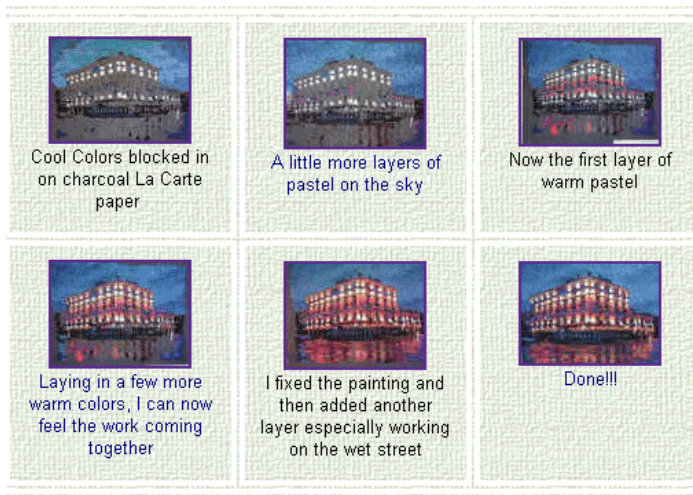 Cool Colors blocked in
on charcoal La Carte
paper
A little more layers of
pastel on the sky
Now the first layer of
warm pastel
Laying in a few more
warm colors, I can now
feel the work coming
together
I fixed the painting and
then added another
layer especially working
on the wet street
Done!!!